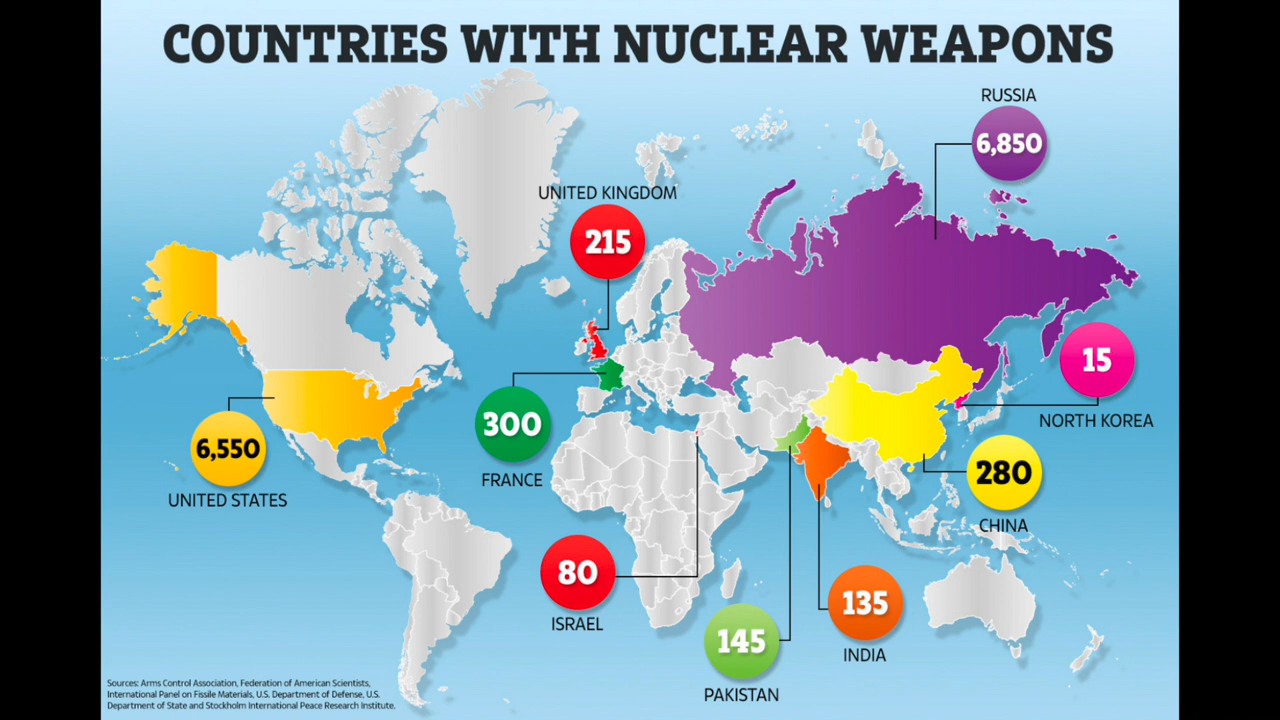 COUNTRIES WITH NUCLEAR WEAPONS
RUSSIA
6,850
UNITED KINGDOM
215
15
NORTH KOREA
300
FRANCE
6,550
UNITED STATES
280
CHINA
80
ISRAEL
135
INDIA
145
PAKISTAN
Sources: Arms Control Association, Federation of American Scientists,
International Panel on Fissile Materials, U.S. Department of Defense, U.S.
Department of State and Stockholm International Peace Research Institute.